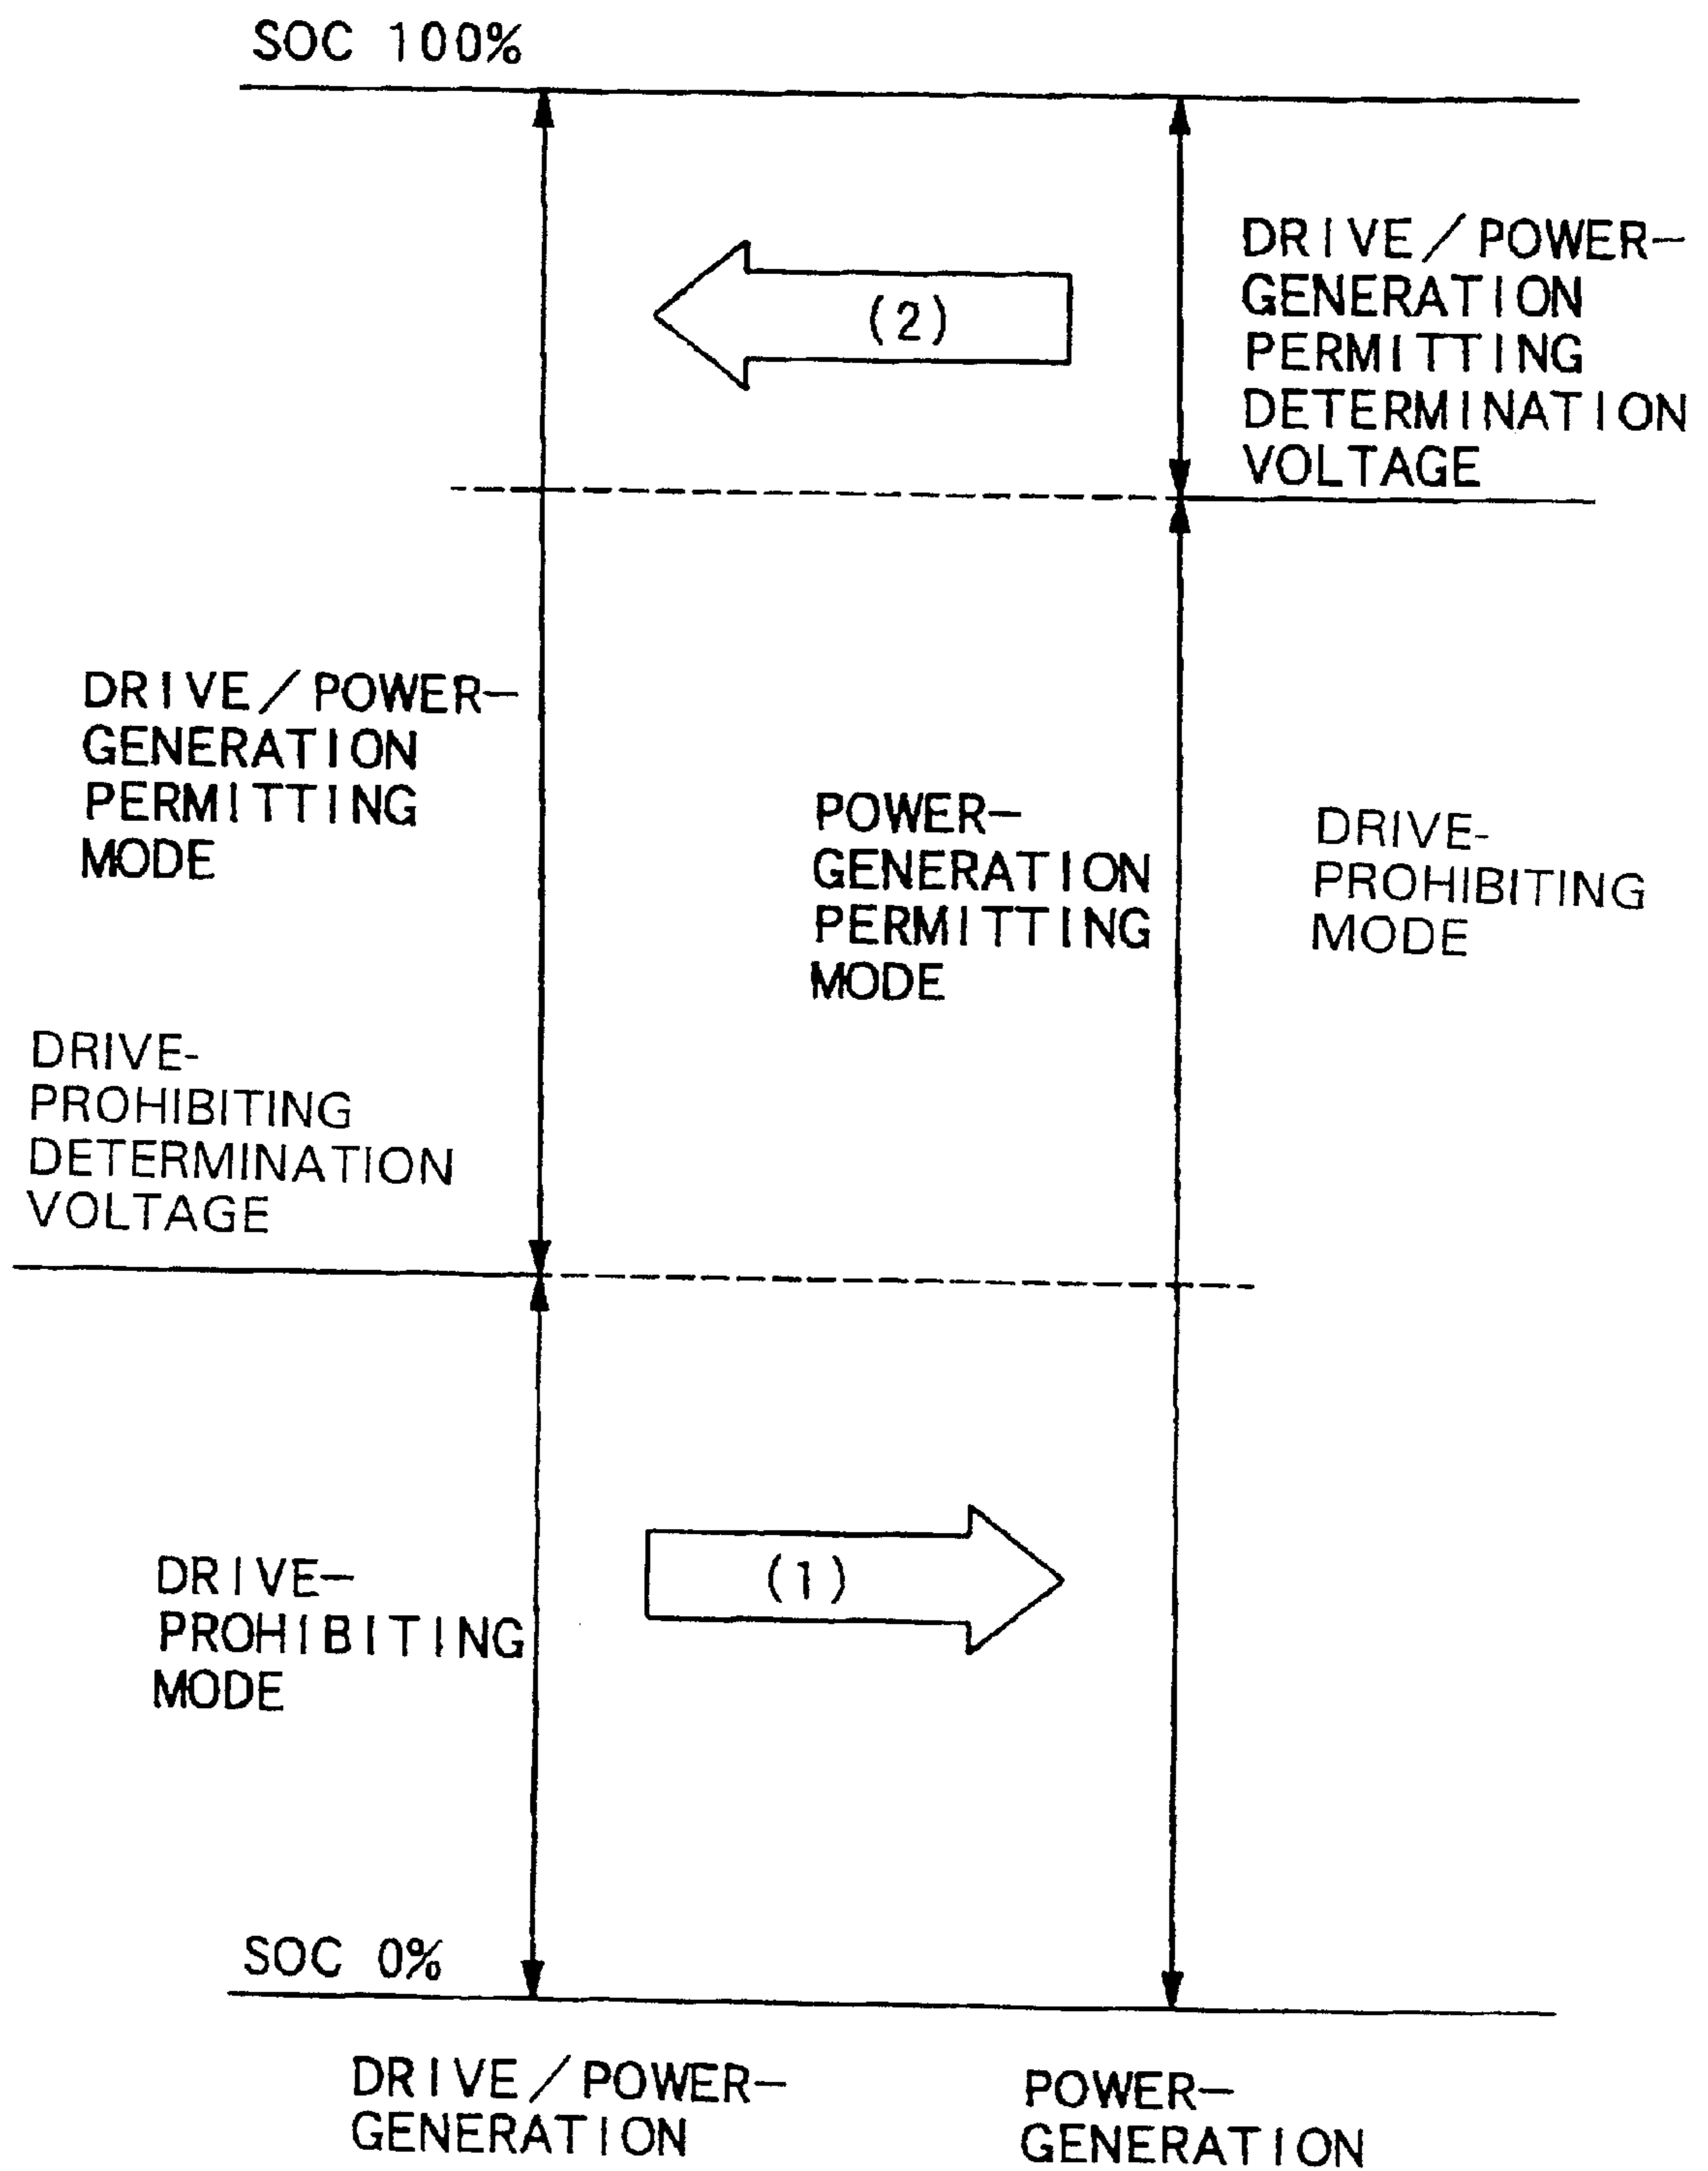 SOC 100%
(2)
DRIVE/POWER-
GENERATION
PERMITTING
DETERMINATION
VOLTAGE
DRIVE/POWER-
GENERATION
PERMITTING
MODE
POWER-
GENERATION
PERMITTING
MODE
DRIVE-
PROHIBITING
MODE
DRIVE-
PROHIBITING
DETERMINATION
VOLTAGE
(1)
DRIVE-
PROHIBITING
MODE
SOC 0%
DRIVE/POWER-
GENERATION
POWER-
GENERATION